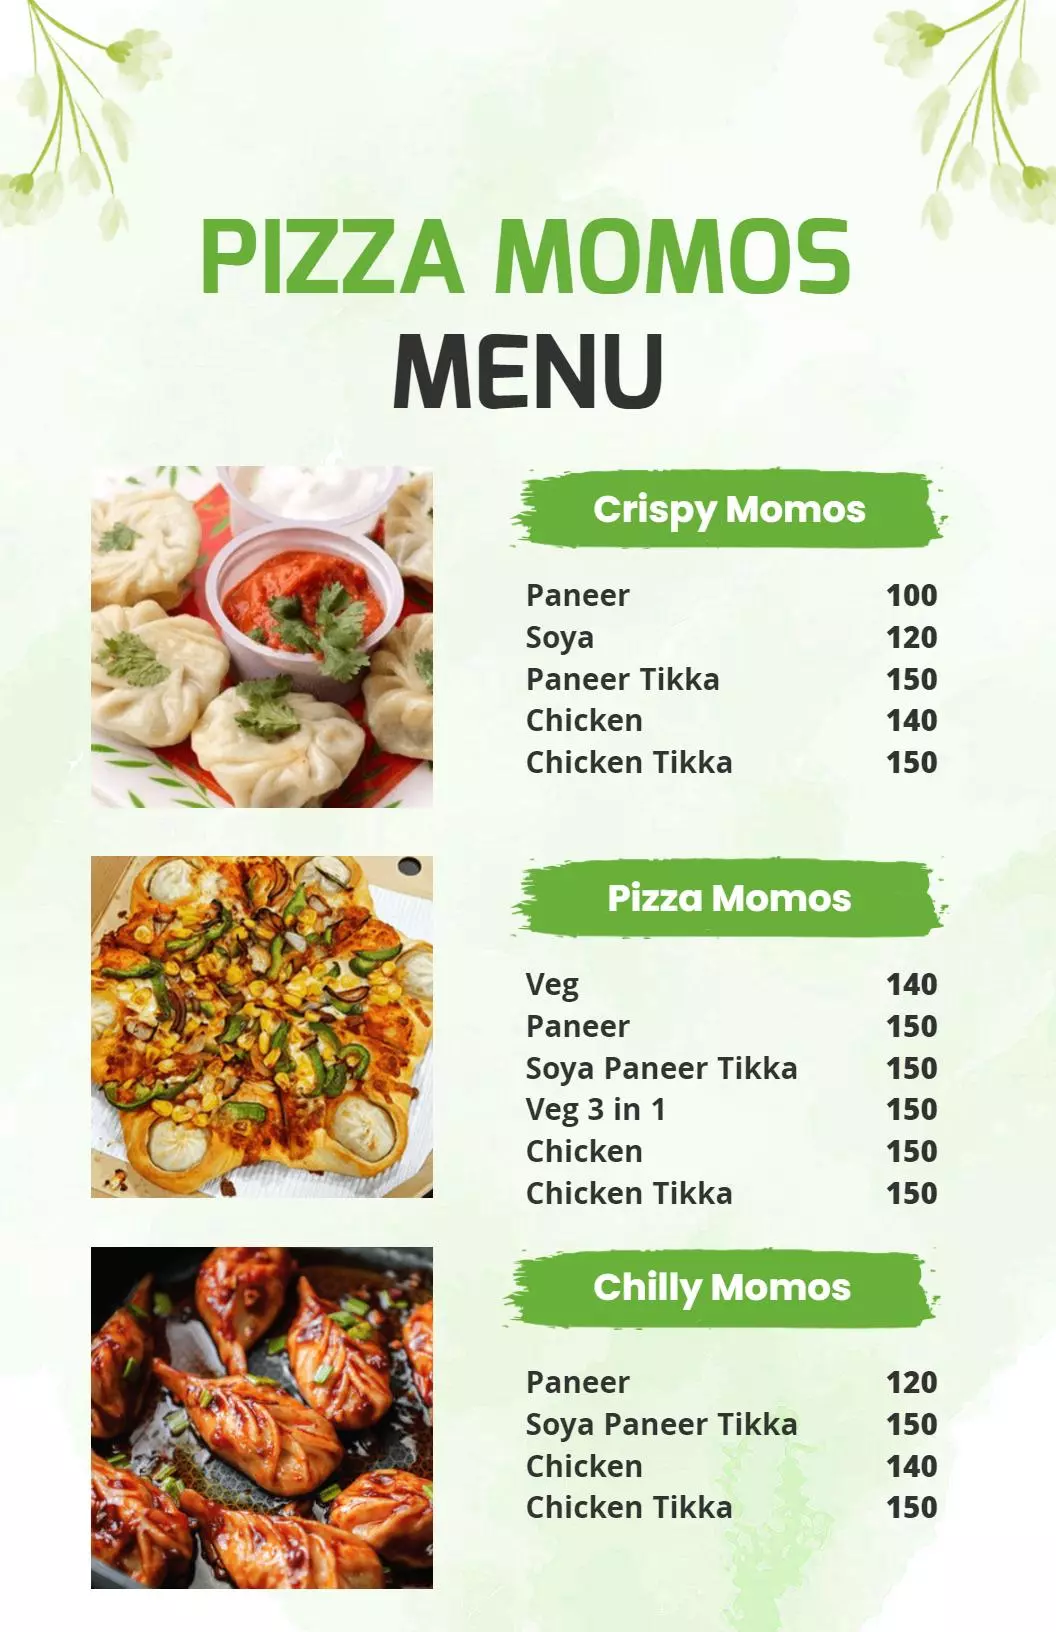 PIZZA MOMOS
MENU
Crispy Momos
Paneer 100
Soya 120
Paneer Tikka 150
Chicken 140
Chicken Tikka 150
Pizza Momos
Veg 140
Paneer 150
Soya Paneer Tikka 150
Veg 3 in 1 150
Chicken 150
Chicken Tikka 150
Chilly Momos
Paneer 120
Soya Paneer Tikka 150
Chicken 140
Chicken Tikka 150